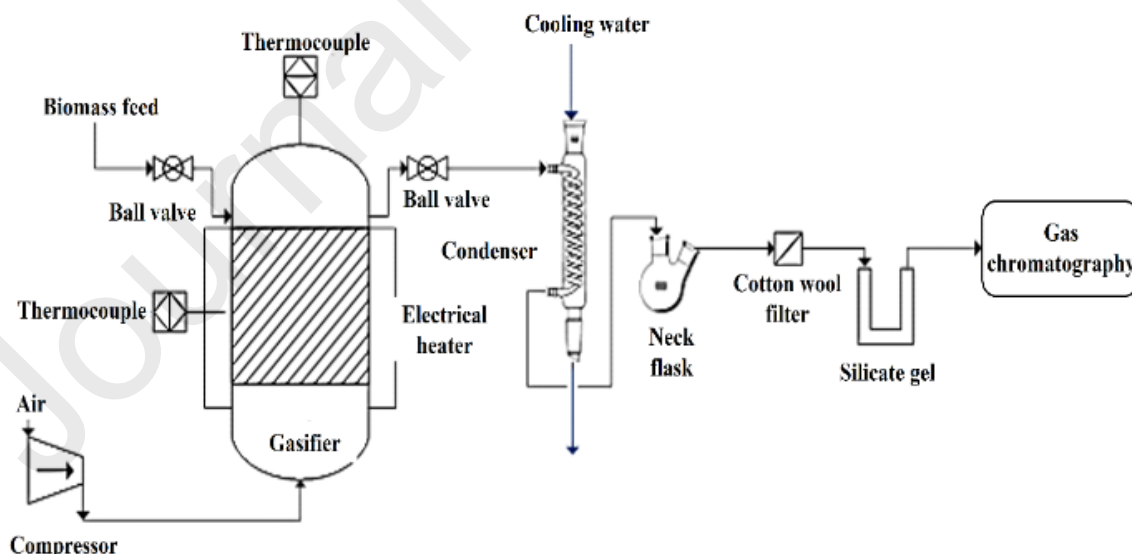 Cooling water
Thermocouple
Biomass feed
Ball valve
Ball valve
Condenser
Gas
chromatography
Thermocouple
Electrical
heater
Cotton wool
filter
Neck
flask
Silicate gel
Air
Gasifier
Compressor
Journal